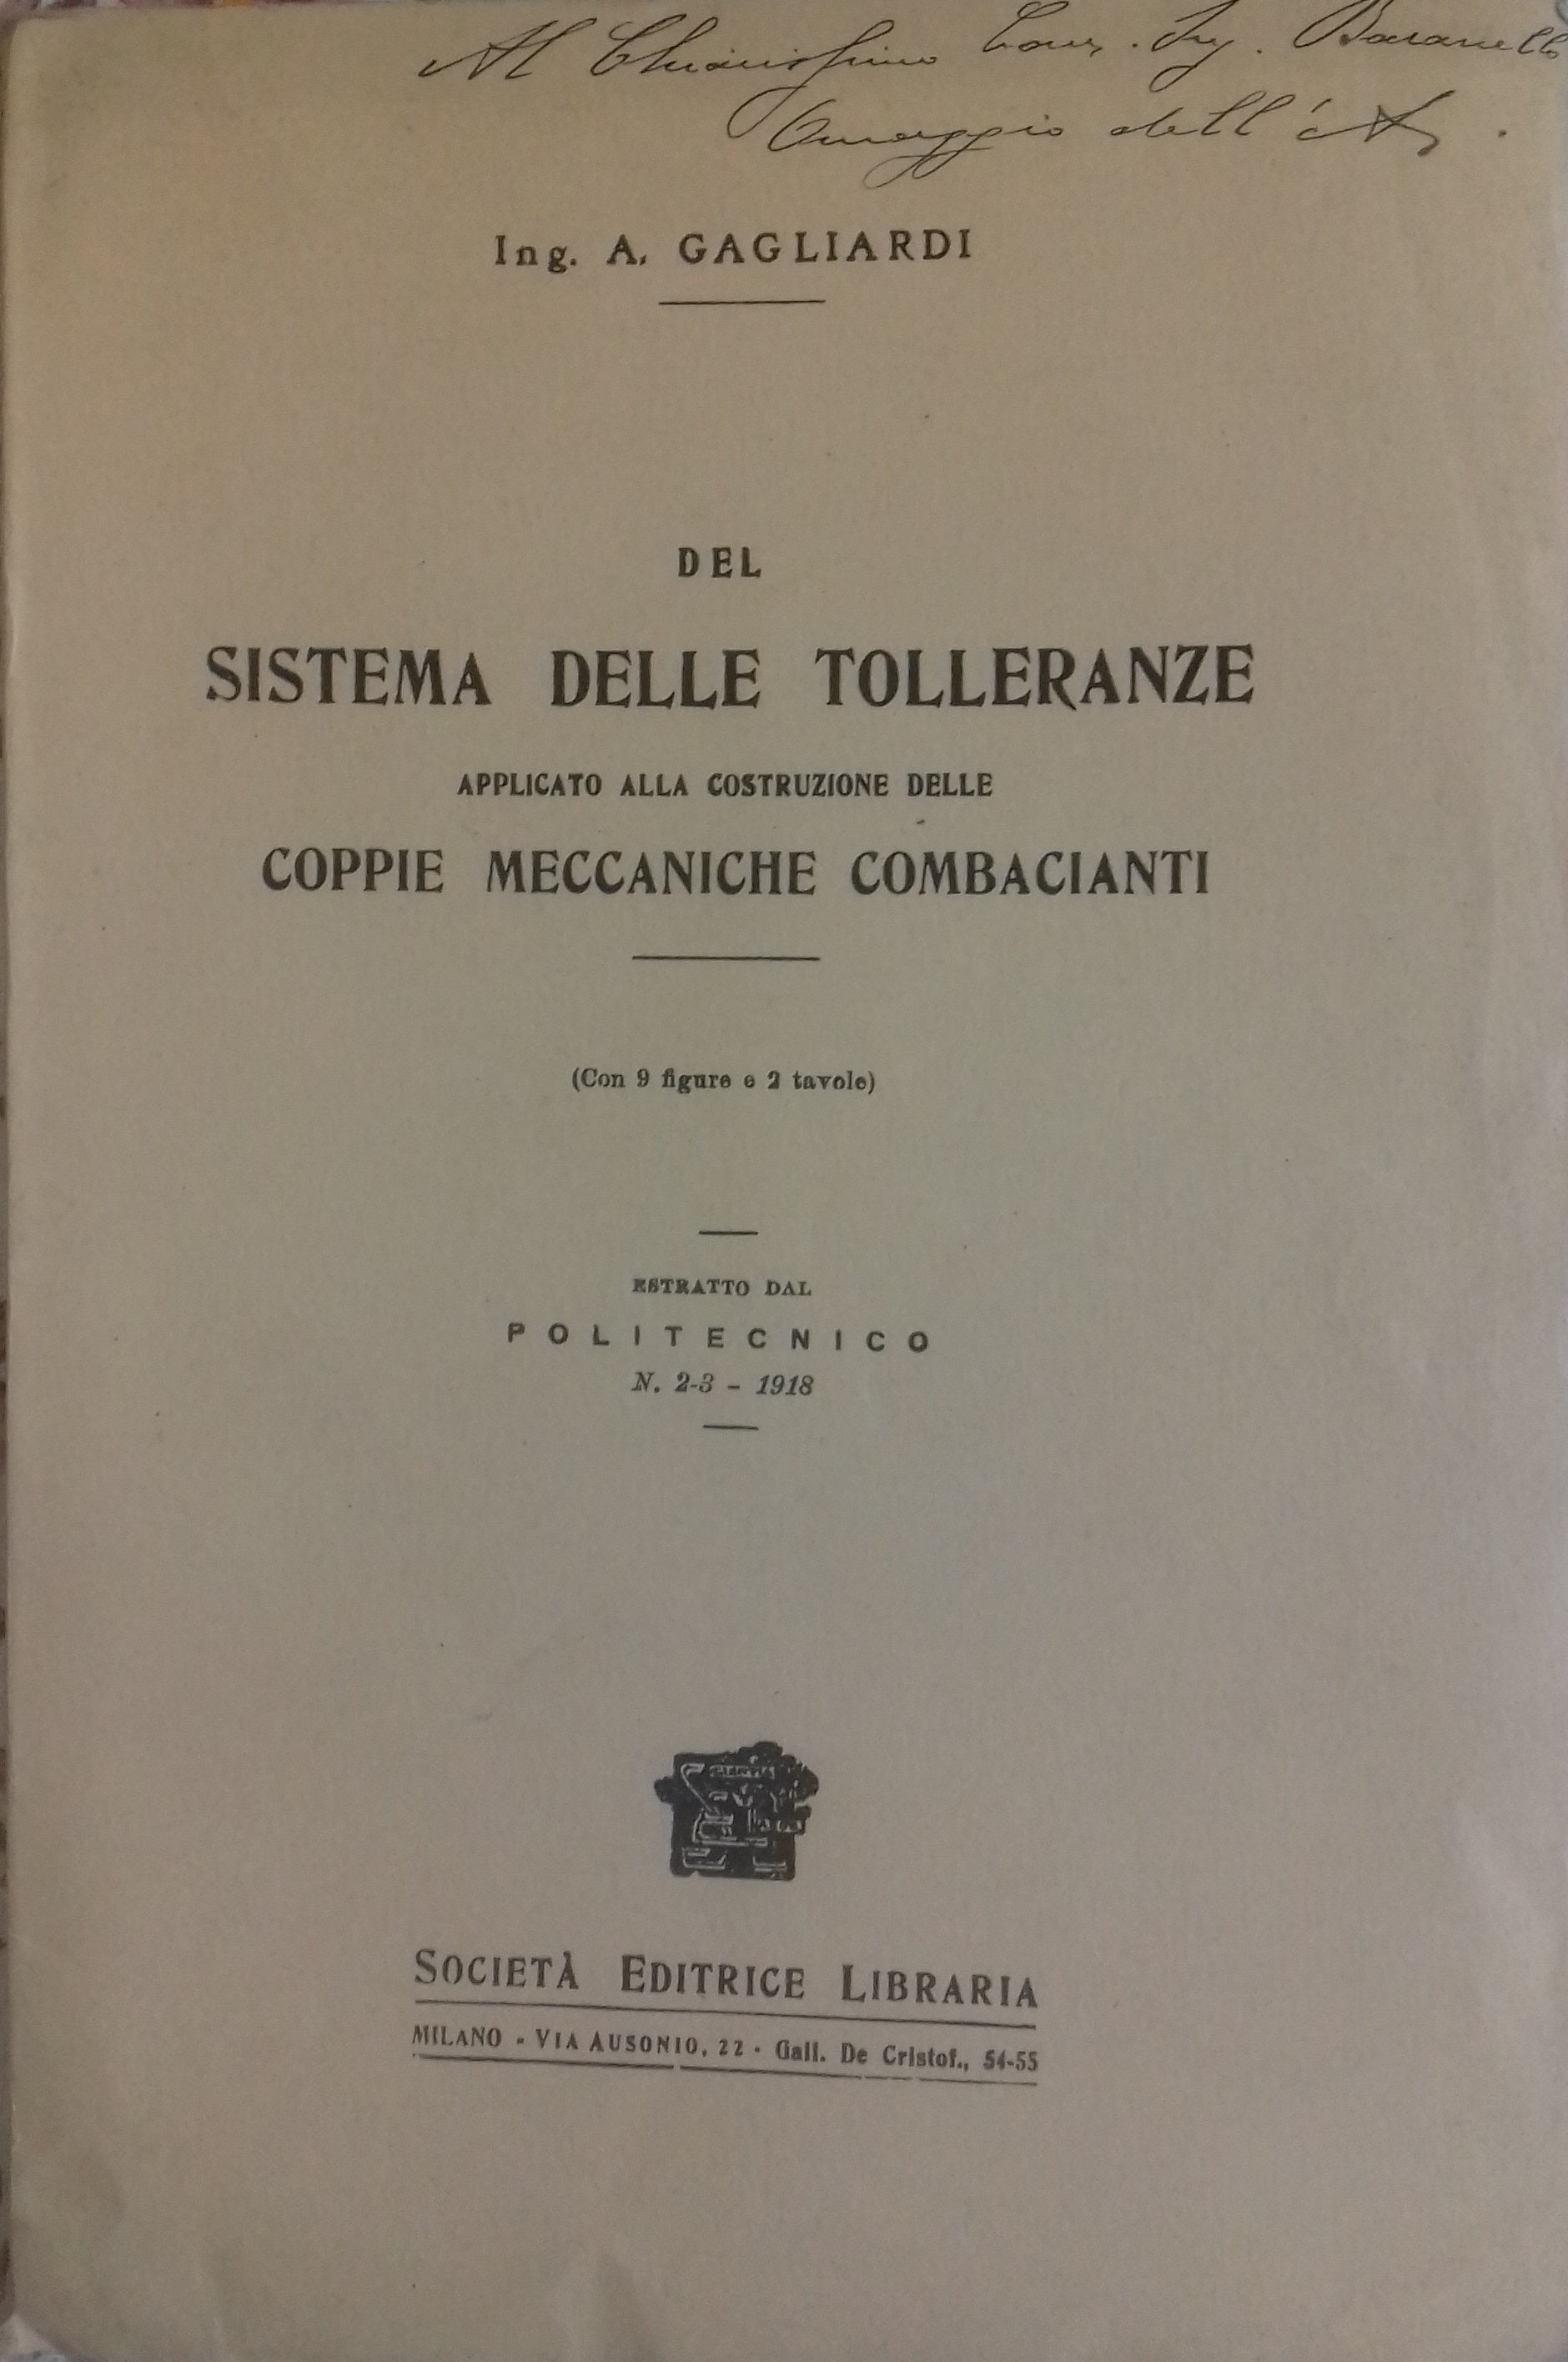 Al Chiarissimo Com. Ing. Baranello
Omaggio dell'A.
Ing. A. GAGLIARDI
DEL
SISTEMA DELLE TOLLERANZE
APPLICATO ALLA COSTRUZIONE DELLE
COPPIE MECCANICHE COMBACIANTI
(Con 9 figure e 2 tavole)
ESTRATTO DAL
POLITECNICO
N. 2-3 - 1918
SOCIETÀ EDITRICE LIBRARIA
MILANO - VIA AUSONIO, 22 - Gall. De Cristof., 54-55